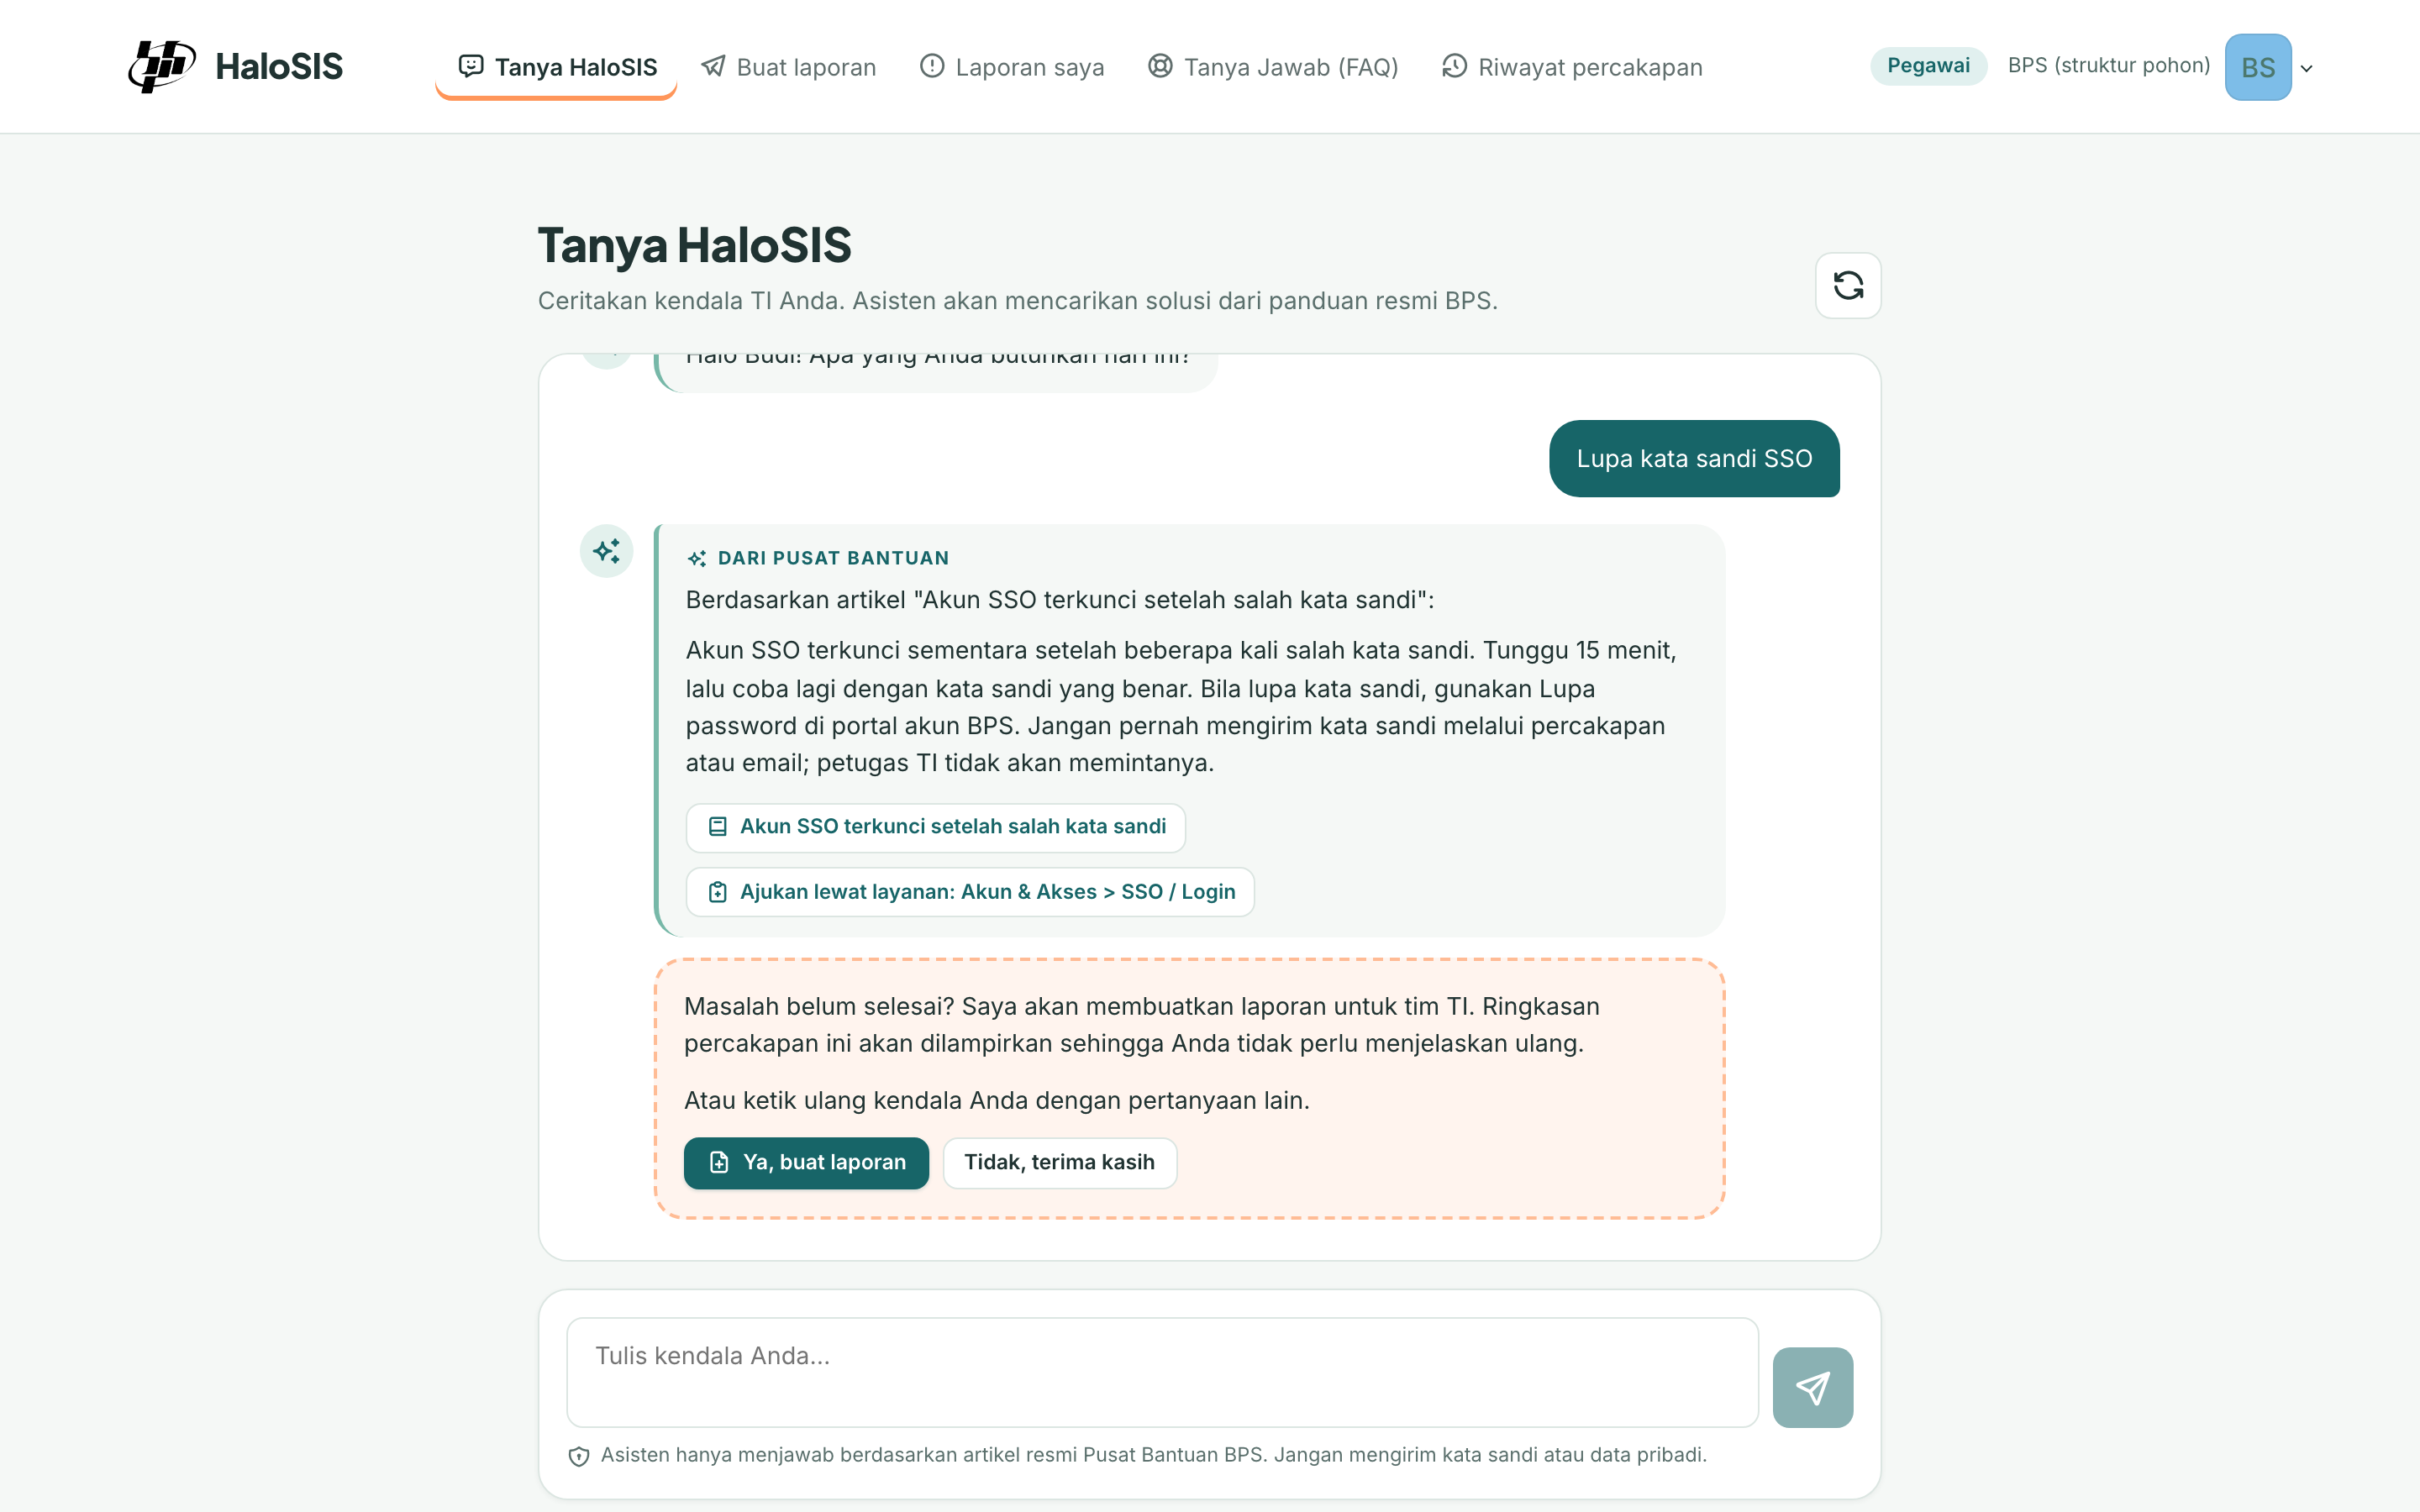 HaloSIS
Tanya HaloSIS
Buat laporan
Laporan saya
Tanya Jawab (FAQ)
Riwayat percakapan
Pegawai
BPS (struktur pohon)
BS
Tanya HaloSIS
Ceritakan kendala TI Anda. Asisten akan mencarikan solusi dari panduan resmi BPS.
Halo Budi! Apa yang Anda butuhkan hari ini?
Lupa kata sandi SSO
DARI PUSAT BANTUAN
Berdasarkan artikel "Akun SSO terkunci setelah salah kata sandi":
Akun SSO terkunci sementara setelah beberapa kali salah kata sandi. Tunggu 15 menit,
lalu coba lagi dengan kata sandi yang benar. Bila lupa kata sandi, gunakan Lupa
password di portal akun BPS. Jangan pernah mengirim kata sandi melalui percakapan
atau email; petugas TI tidak akan memintanya.
Akun SSO terkunci setelah salah kata sandi
Ajukan lewat layanan: Akun & Akses > SSO / Login
Masalah belum selesai? Saya akan membuatkan laporan untuk tim TI. Ringkasan
percakapan ini akan dilampirkan sehingga Anda tidak perlu menjelaskan ulang.
Atau ketik ulang kendala Anda dengan pertanyaan lain.
Ya, buat laporan
Tidak, terima kasih
Tulis kendala Anda...
Asisten hanya menjawab berdasarkan artikel resmi Pusat Bantuan BPS. Jangan mengirim kata sandi atau data pribadi.